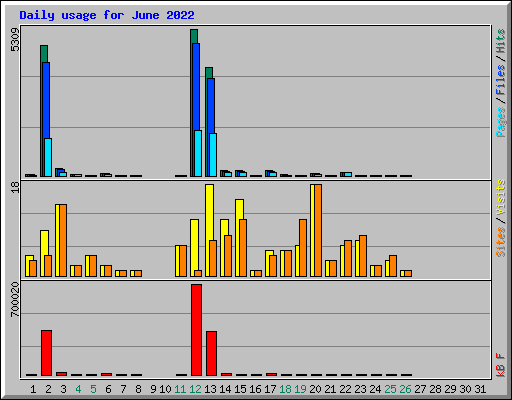 Daily usage for June 2022
5309
Pages / Files / Hits
18
Sites / Visits
700020
kB F
1 2 3 4 5 6 7 8 9 10 11 12 13 14 15 16 17 18 19 20 21 22 23 24 25 26 27 28 29 30 31